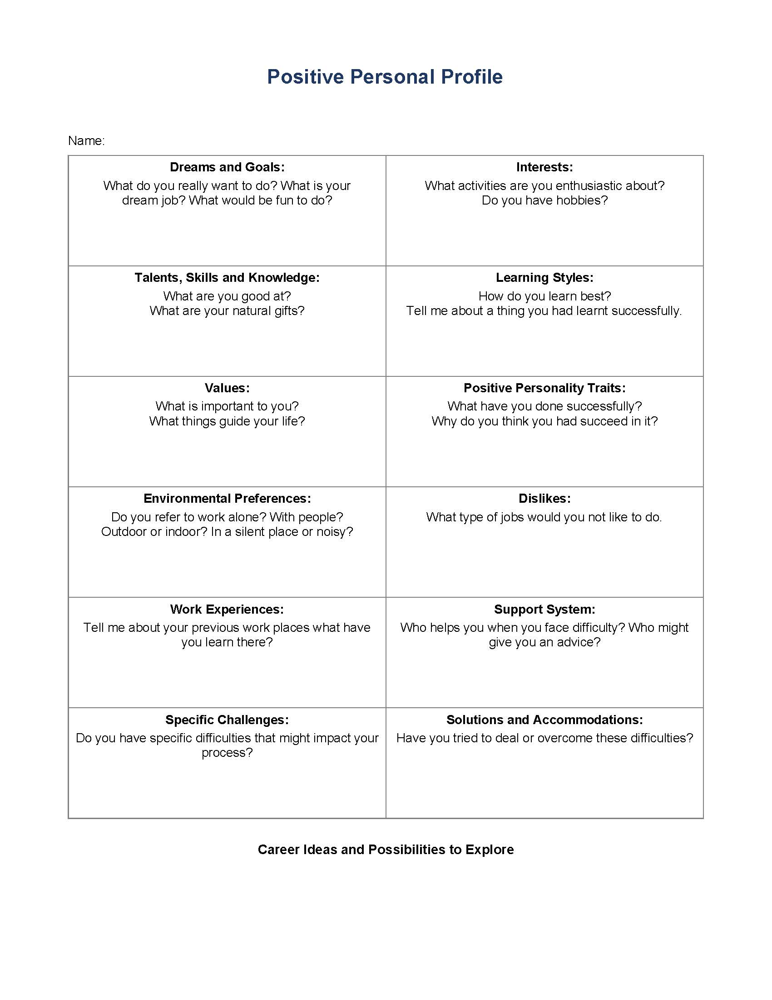 Positive Personal Profile
Name:
Dreams and Goals:
What do you really want to do? What is your
dream job? What would be fun to do?
Interests:
What activities are you enthusiastic about?
Do you have hobbies?
Talents, Skills and Knowledge:
What are you good at?
What are your natural gifts?
Learning Styles:
How do you learn best?
Tell me about a thing you had learnt successfully.
Values:
What is important to you?
What things guide your life?
Positive Personality Traits:
What have you done successfully?
Why do you think you had succeed in it?
Environmental Preferences:
Do you refer to work alone? With people?
Outdoor or indoor? In a silent place or noisy?
Dislikes:
What type of jobs would you not like to do.
Work Experiences:
Tell me about your previous work places what have
you learn there?
Support System:
Who helps you when you face difficulty? Who might
give you an advice?
Specific Challenges:
Do you have specific difficulties that might impact your
process?
Solutions and Accommodations:
Have you tried to deal or overcome these difficulties?
Career Ideas and Possibilities to Explore